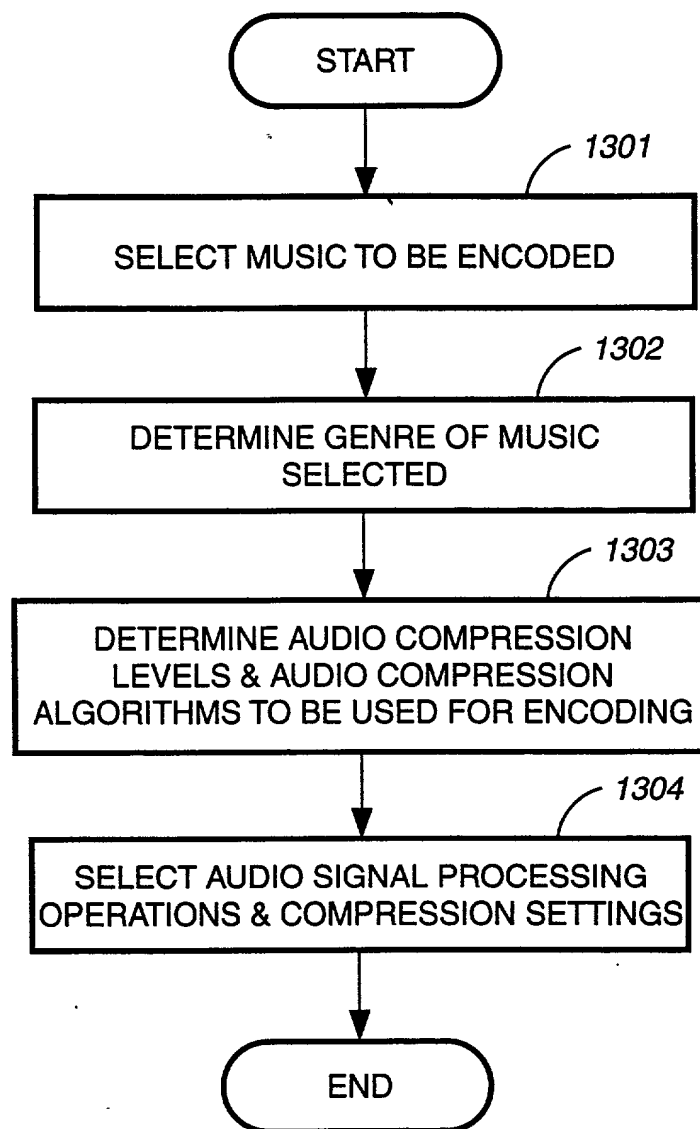 START
1301
SELECT MUSIC TO BE ENCODED
1302
DETERMINE GENRE OF MUSIC
SELECTED
1303
DETERMINE AUDIO COMPRESSION
LEVELS & AUDIO COMPRESSION
ALGORITHMS TO BE USED FOR ENCODING
1304
SELECT AUDIO SIGNAL PROCESSING
OPERATIONS & COMPRESSION SETTINGS
END